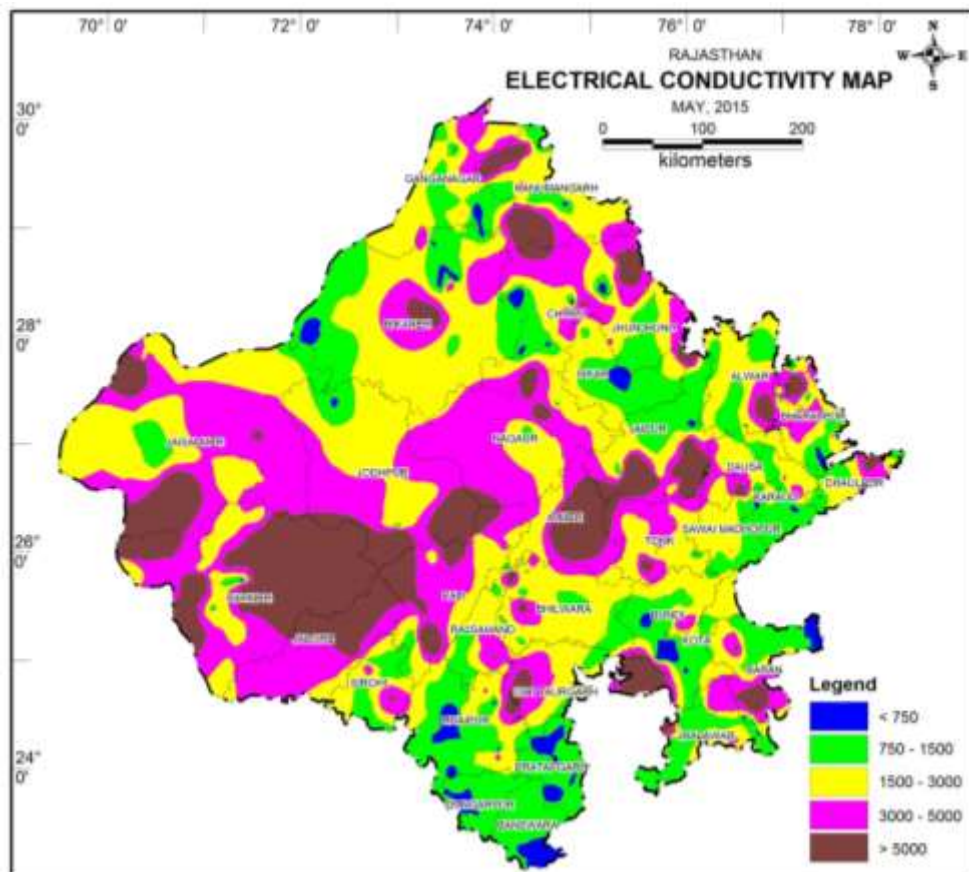 70° 0' 72° 0' 74° 0' 76° 0' 78° 0'
N
W E
S
RAJASTHAN
ELECTRICAL CONDUCTIVITY MAP
MAY, 2015
0 100 200
kilometers
30°
0'
GANGANAGAR
HANUMANGARH
28°
0'
BIKANER
CHURU
JHUNJHUNU
SIKAR
ALWAR
BHARATPUR
JAISALMER
NAGAUR
JAIPUR
JODHPUR
DAUSA
DHAULPUR
KARAULI
AJMER
SAWAI MADHOPUR
TONK
26°
0'
BARMER
PALI
BHILWARA
BUNDI
RAJSAMAND
KOTA
JALORE
BARAN
SIROHI
CHITTAURGARH
UDAIPUR
JHALAWAR
24°
0'
PRATAPGARH
DUNGARPUR
BANSWARA
Legend
< 750
750 - 1500
1500 - 3000
3000 - 5000
> 5000